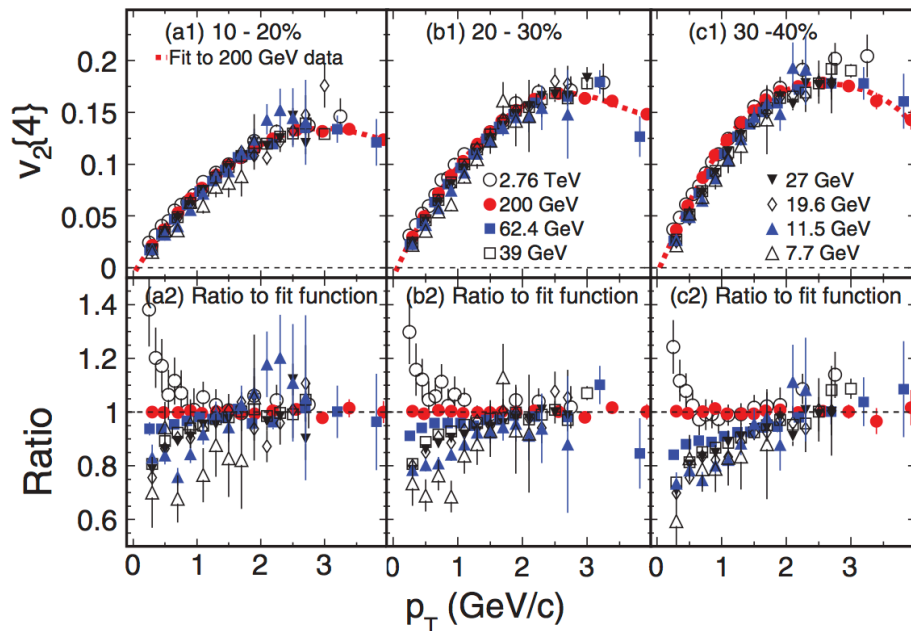 (a1) 10 - 20%
Fit to 200 GeV data
(b1) 20 - 30%
(c1) 30 -40%
v₂{4}
0.2
0.15
0.1
0.05
0
2.76 TeV
200 GeV
62.4 GeV
39 GeV
27 GeV
19.6 GeV
11.5 GeV
7.7 GeV
(a2) Ratio to fit function
(b2) Ratio to fit function
(c2) Ratio to fit function
Ratio
1.4
1.2
1
0.8
0.6
0 1 2 3
0 1 2 3
0 1 2 3
p_T (GeV/c)